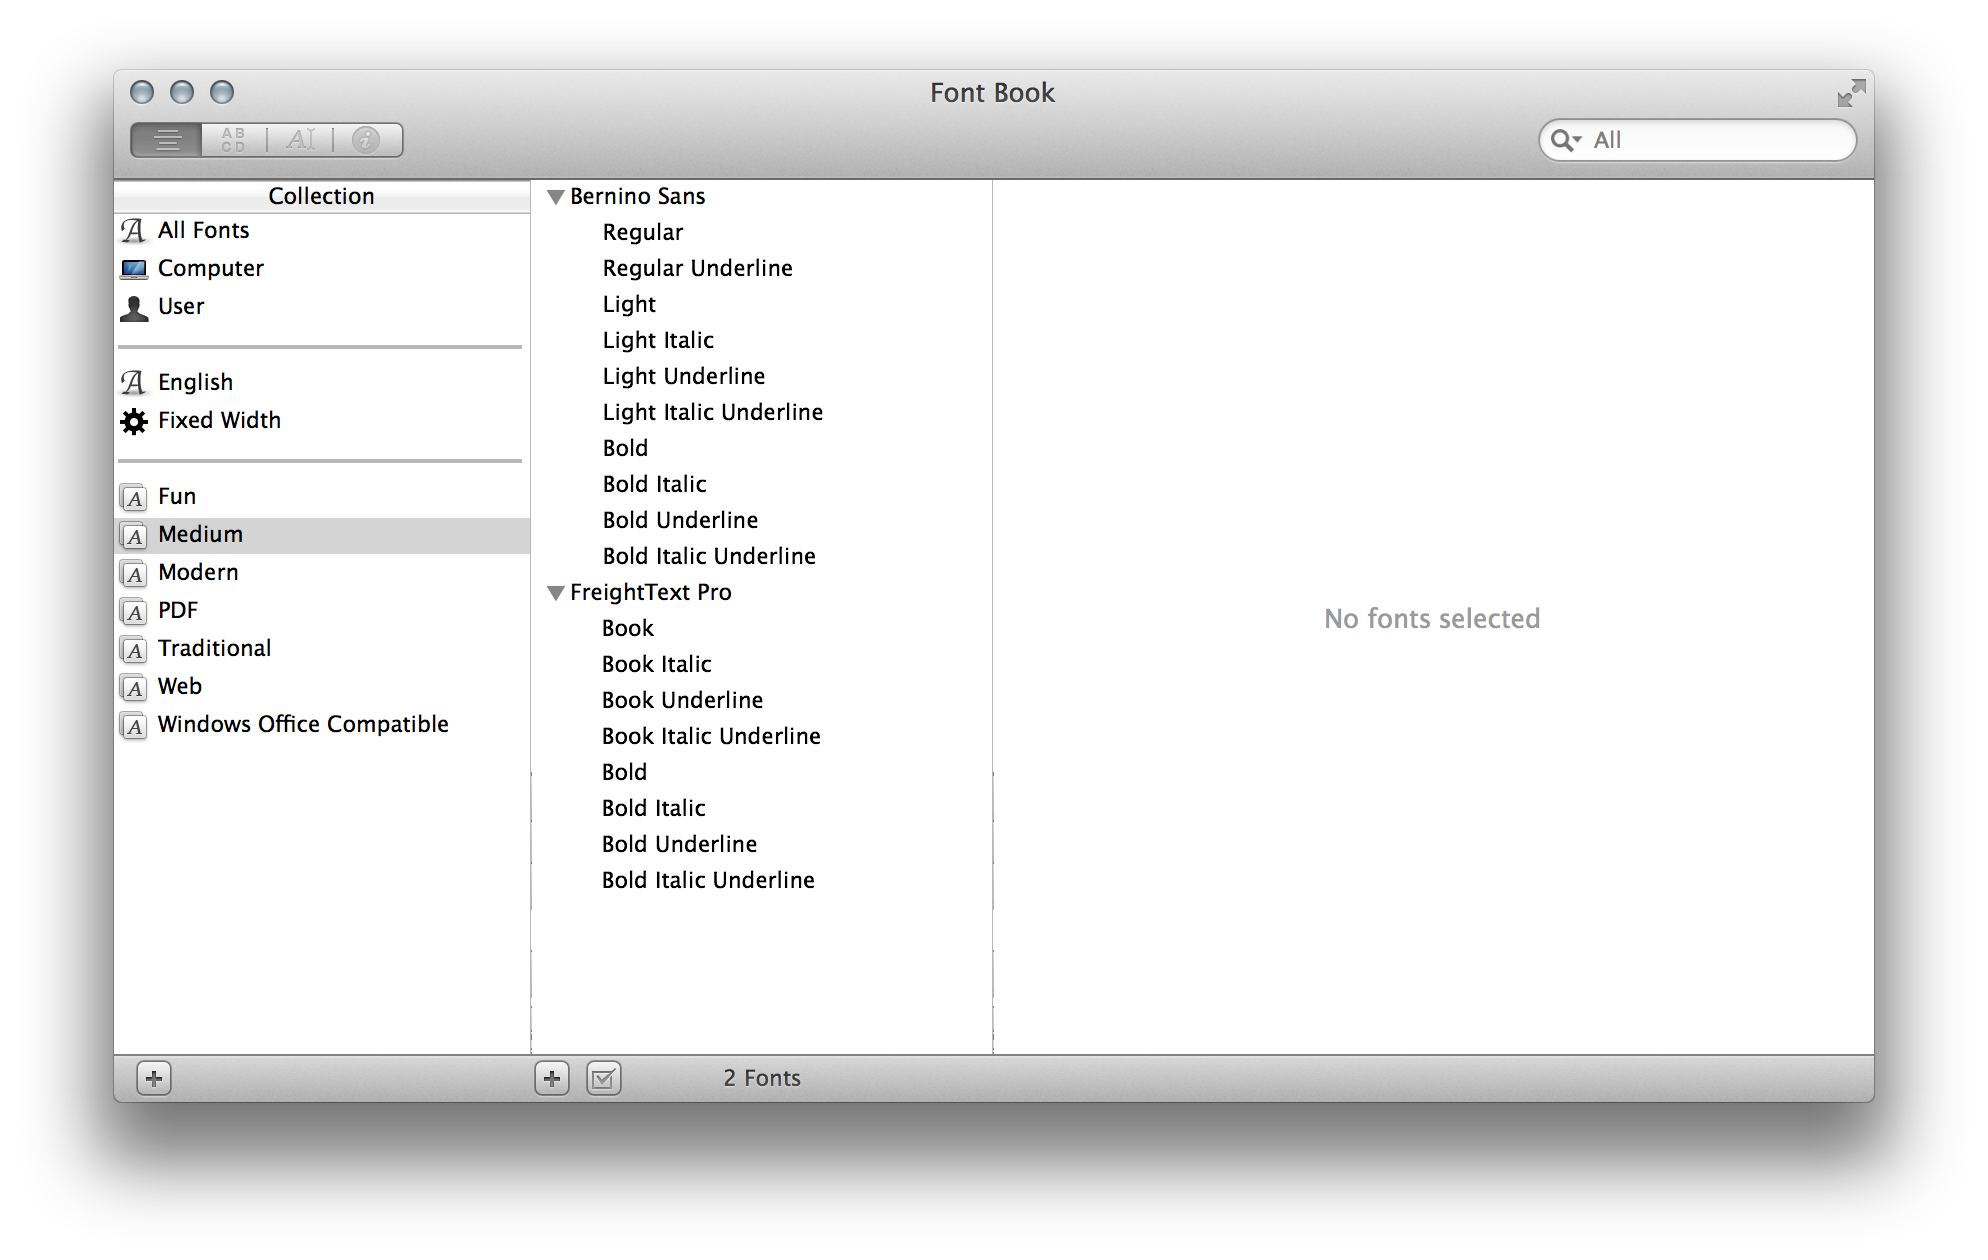 Font Book
AB
CD
AI
i
All
Collection
All Fonts
Computer
User
English
Fixed Width
Fun
Medium
Modern
PDF
Traditional
Web
Windows Office Compatible
Bernino Sans
Regular
Regular Underline
Light
Light Italic
Light Underline
Light Italic Underline
Bold
Bold Italic
Bold Underline
Bold Italic Underline
FreightText Pro
Book
Book Italic
Book Underline
Book Italic Underline
Bold
Bold Italic
Bold Underline
Bold Italic Underline
No fonts selected
2 Fonts